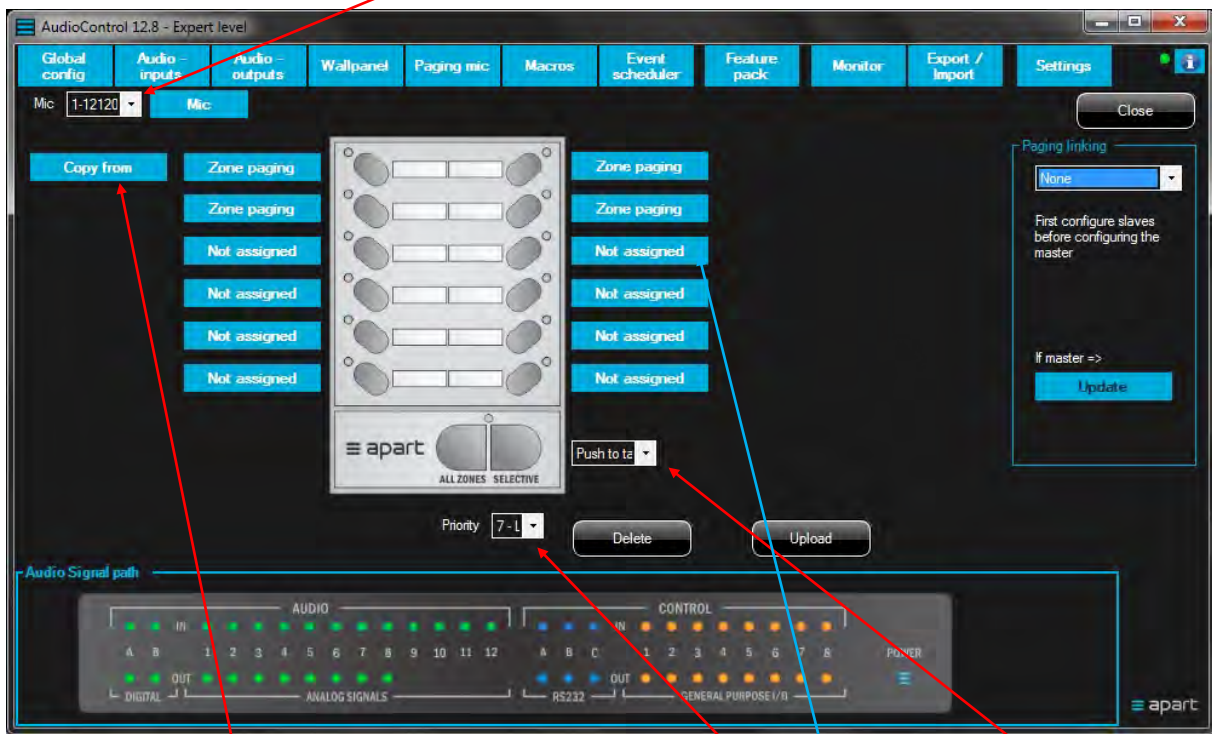 AudioControl 12.8 - Expert level
Global config
Audio - inputs
Audio - outputs
Wallpanel
Paging mic
Macros
Event scheduler
Feature pack
Monitor
Export / Import
Settings
i
Mic 1-12120 Mic
Close
Copy from
Zone paging
Zone paging
Not assigned
Not assigned
Not assigned
Not assigned
Zone paging
Zone paging
Not assigned
Not assigned
Not assigned
Not assigned
apart
ALL ZONES SELECTIVE
Push to ta
Priority 7 - L
Delete
Upload
Paging linking
None
First configure slaves
before configuring the
master
If master =>
Update
Audio Signal path
AUDIO CONTROL
IN IN
A B 1 2 3 4 5 6 7 8 9 10 11 12 A B C 1 2 3 4 5 6 7 8 POWER
OUT OUT
DIGITAL ANALOG SIGNALS RS232 GENERAL PURPOSE I/O
apart